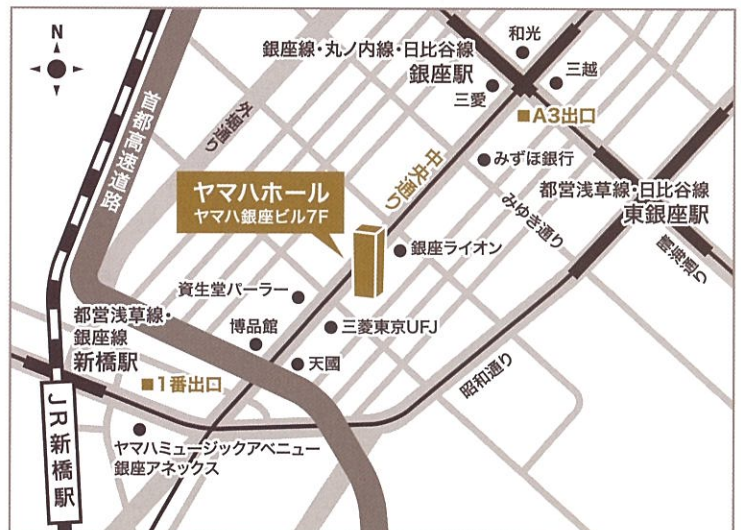 N
和光
銀座線・丸ノ内線・日比谷線
銀座駅
三越
三愛
■A3出口
首都高速道路
外堀通り
中央通り
みずほ銀行
ヤマハホール
ヤマハ銀座ビル7F
都営浅草線・日比谷線
東銀座駅
みゆき通り
晴海通り
銀座ライオン
資生堂パーラー
都営浅草線・
銀座線
新橋駅
博品館
三菱東京UFJ
天國
昭和通り
■1番出口
JR新橋駅
ヤマハミュージックアベニュー
銀座アネックス